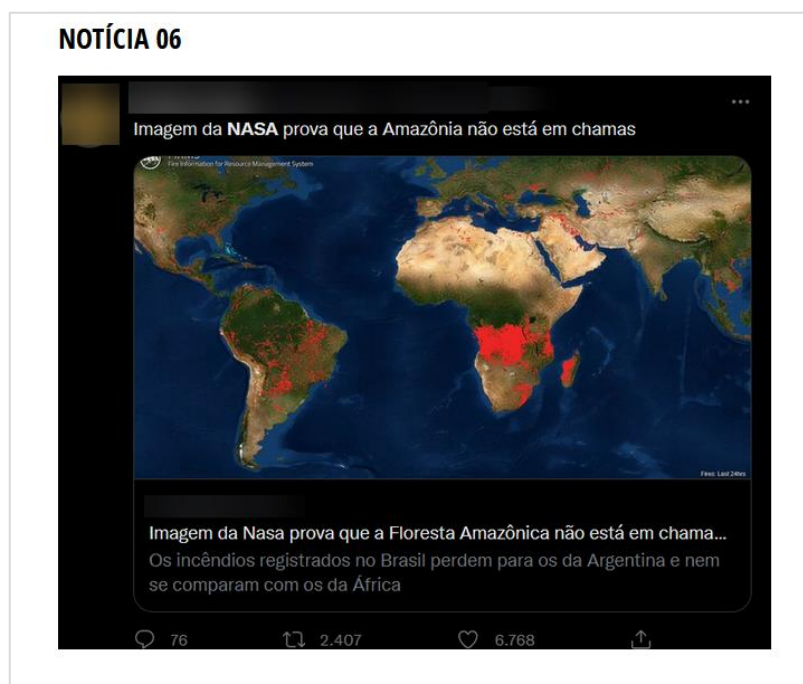 NOTÍCIA 06
Imagem da NASA prova que a Amazônia não está em chamas
Fire Information for Resource Management System
Fires: Last 24hrs
Imagem da Nasa prova que a Floresta Amazônica não está em chama...
Os incêndios registrados no Brasil perdem para os da Argentina e nem
se comparam com os da África
76 2.407 6.768